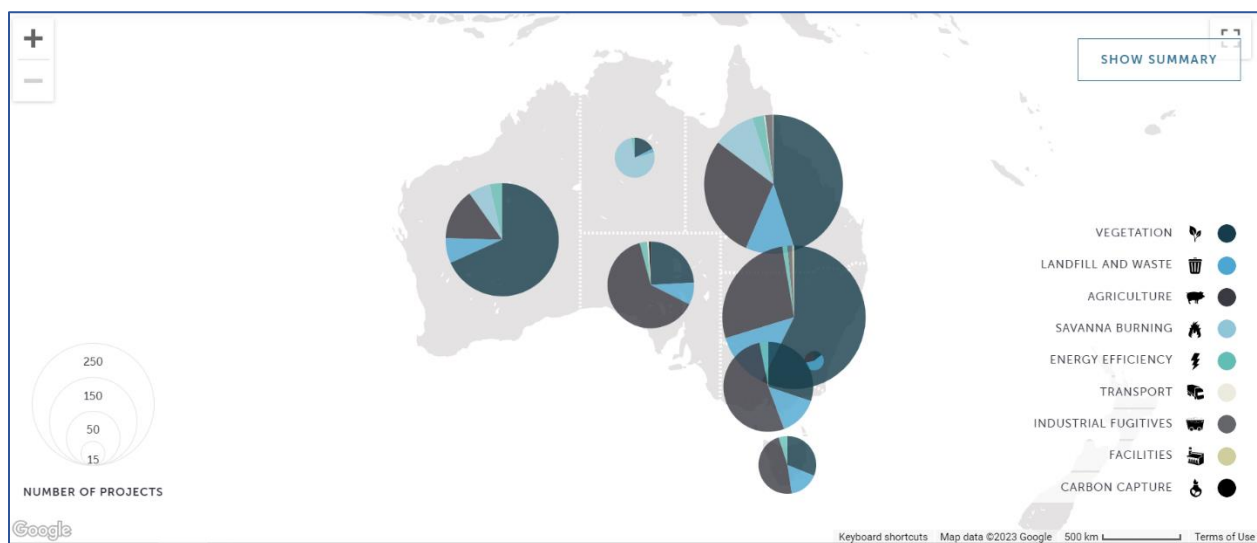 +
SHOW SUMMARY
−
VEGETATION
LANDFILL AND WASTE
AGRICULTURE
SAVANNA BURNING
ENERGY EFFICIENCY
TRANSPORT
INDUSTRIAL FUGITIVES
FACILITIES
CARBON CAPTURE
250
150
50
15
NUMBER OF PROJECTS
Google
Keyboard shortcuts Map data ©2023 Google 500 km Terms of Use